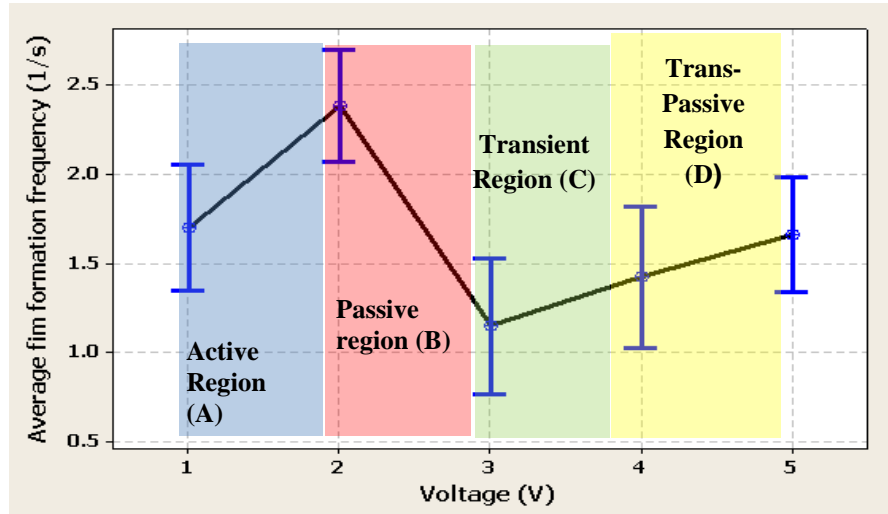 Average fim formation frequency (1/s)
2.5
2.0
1.5
1.0
0.5
Active
Region
(A)
Passive
region (B)
Transient
Region (C)
Trans-
Passive
Region
(D)
1 2 3 4 5
Voltage (V)